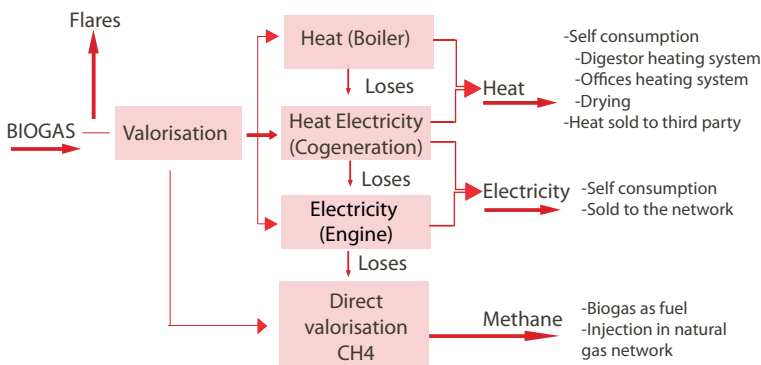 Flares
BIOGAS
Valorisation
Heat (Boiler)
Loses
Heat Electricity
(Cogeneration)
Loses
Electricity
(Engine)
Loses
Direct
valorisation
CH4
Heat
-Self consumption
-Digestor heating system
-Offices heating system
-Drying
-Heat sold to third party
Electricity
-Self consumption
-Sold to the network
Methane
-Biogas as fuel
-Injection in natural
gas network